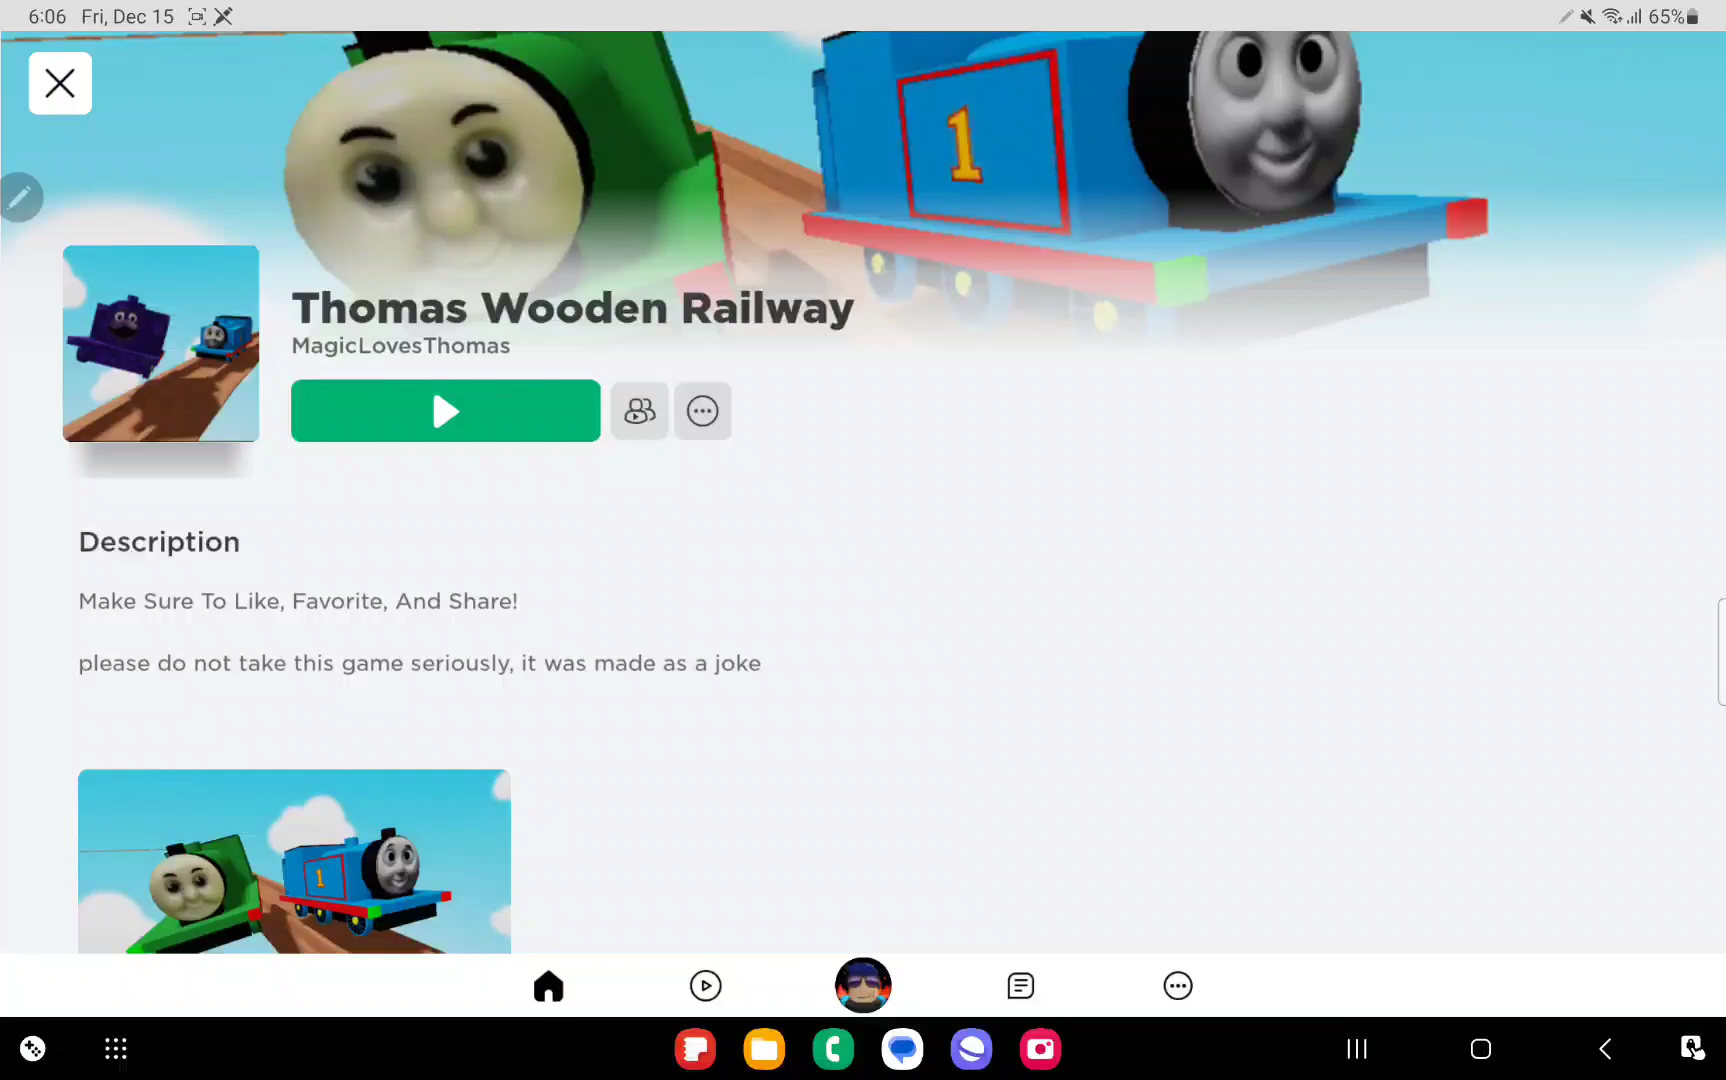 6:06 Fri, Dec 15 65%
1
Thomas Wooden Railway
MagicLovesThomas
Description
Make Sure To Like, Favorite, And Share!
please do not take this game seriously, it was made as a joke
1